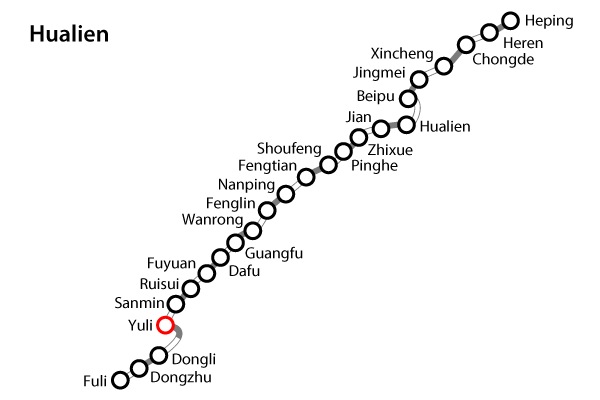 Hualien
Heping
Heren
Chongde
Xincheng
Jingmei
Beipu
Hualien
Jian
Zhixue
Pinghe
Shoufeng
Fengtian
Nanping
Fenglin
Wanrong
Guangfu
Dafu
Fuyuan
Ruisui
Sanmin
Yuli
Dongli
Dongzhu
Fuli